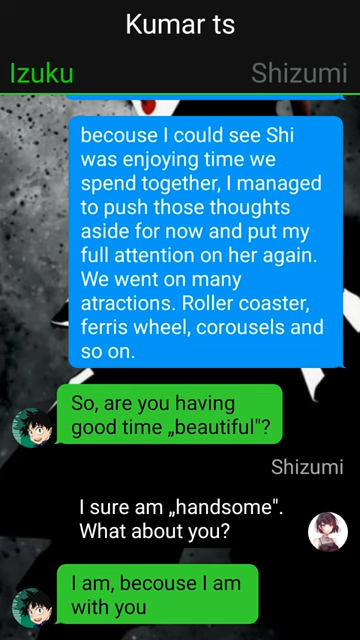 Kumar ts
Izuku
Shizumi
becouse I could see Shi
was enjoying time we
spend together, I managed
to push those thoughts
aside for now and put my
full attention on her again.
We went on many
atractions. Roller coaster,
ferris wheel, corousels and
so on.
So, are you having
good time „beautiful"?
Shizumi
I sure am „handsome".
What about you?
I am, becouse I am
with you